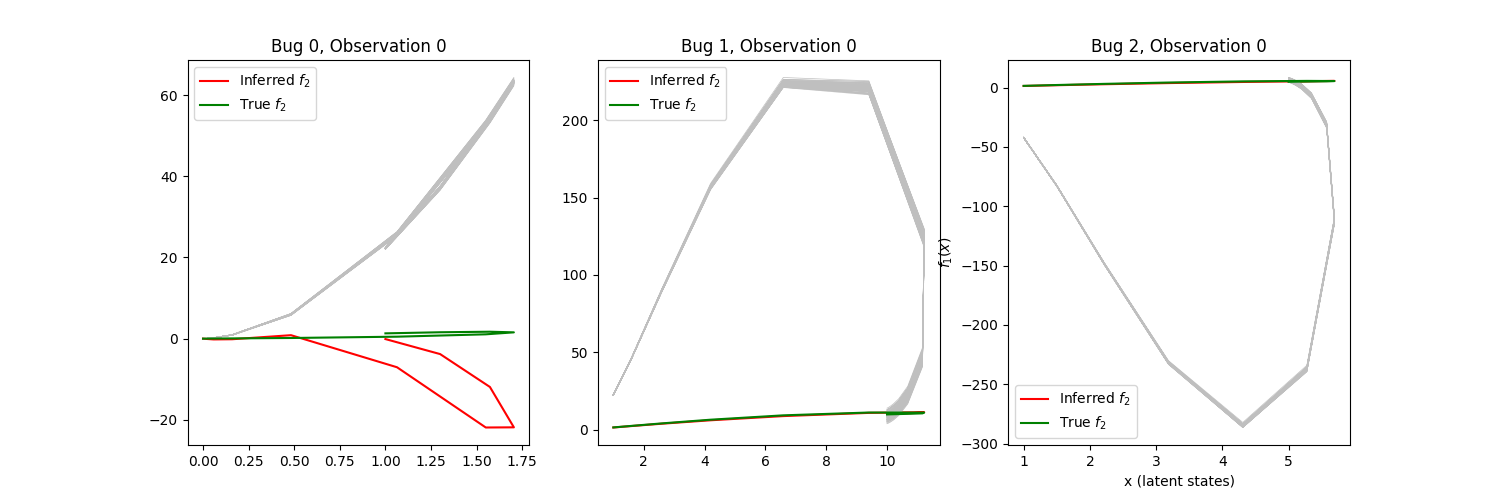 Bug 0, Observation 0
Inferred f₂
True f₂
60
40
20
0
−20
0.00 0.25 0.50 0.75 1.00 1.25 1.50 1.75
Bug 1, Observation 0
Inferred f₂
True f₂
200
150
100
50
0
2 4 6 8 10
Bug 2, Observation 0
f₁(x)
0
−50
−100
−150
−200
−250
−300
Inferred f₂
True f₂
1 2 3 4 5
x (latent states)